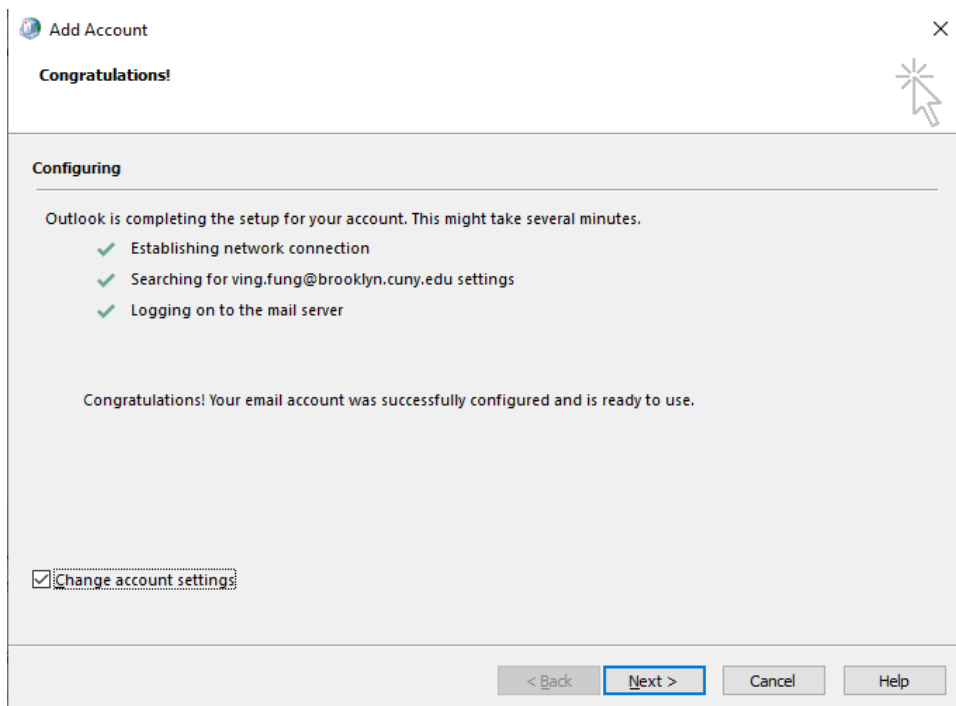 Add Account
Congratulations!
Configuring
Outlook is completing the setup for your account. This might take several minutes.
Establishing network connection
Searching for ving.fung@brooklyn.cuny.edu settings
Logging on to the mail server
Congratulations! Your email account was successfully configured and is ready to use.
Change account settings
< Back Next > Cancel Help